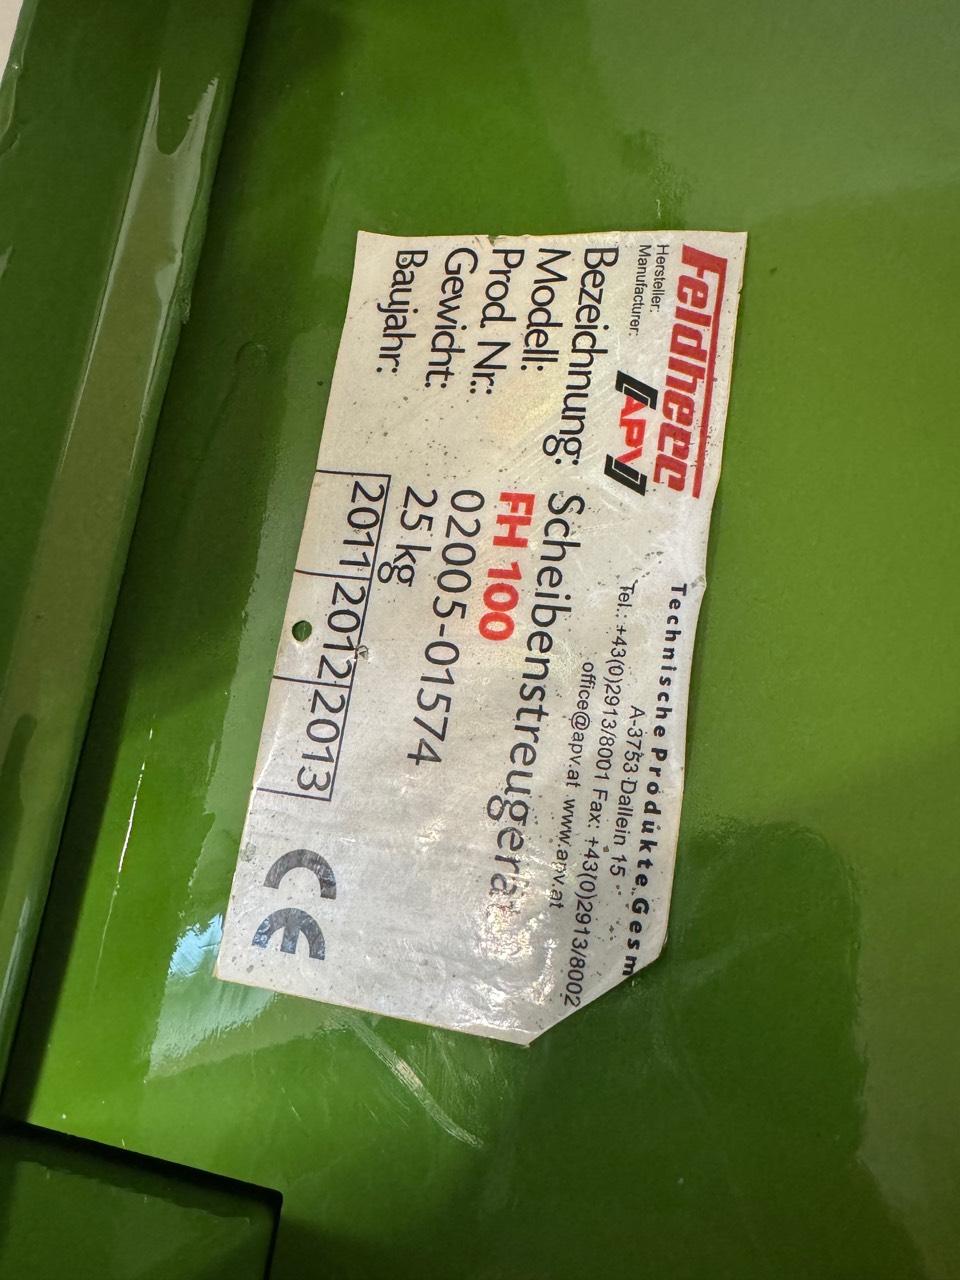 Feldhecc
Hersteller:
Manufacturer:
[APV]
Technische Produkte Gesm
A-3753 Dallein 15
Tel.: +43(0)2913/8001 Fax: +43(0)2913/8002
office@apv.at www.apv.at
Bezeichnung: Scheibenstreugerät
Modell: FH 100
Prod. Nr.: 02005-01574
Gewicht: 25 kg
Baujahr: 2011 2012 2013
CE